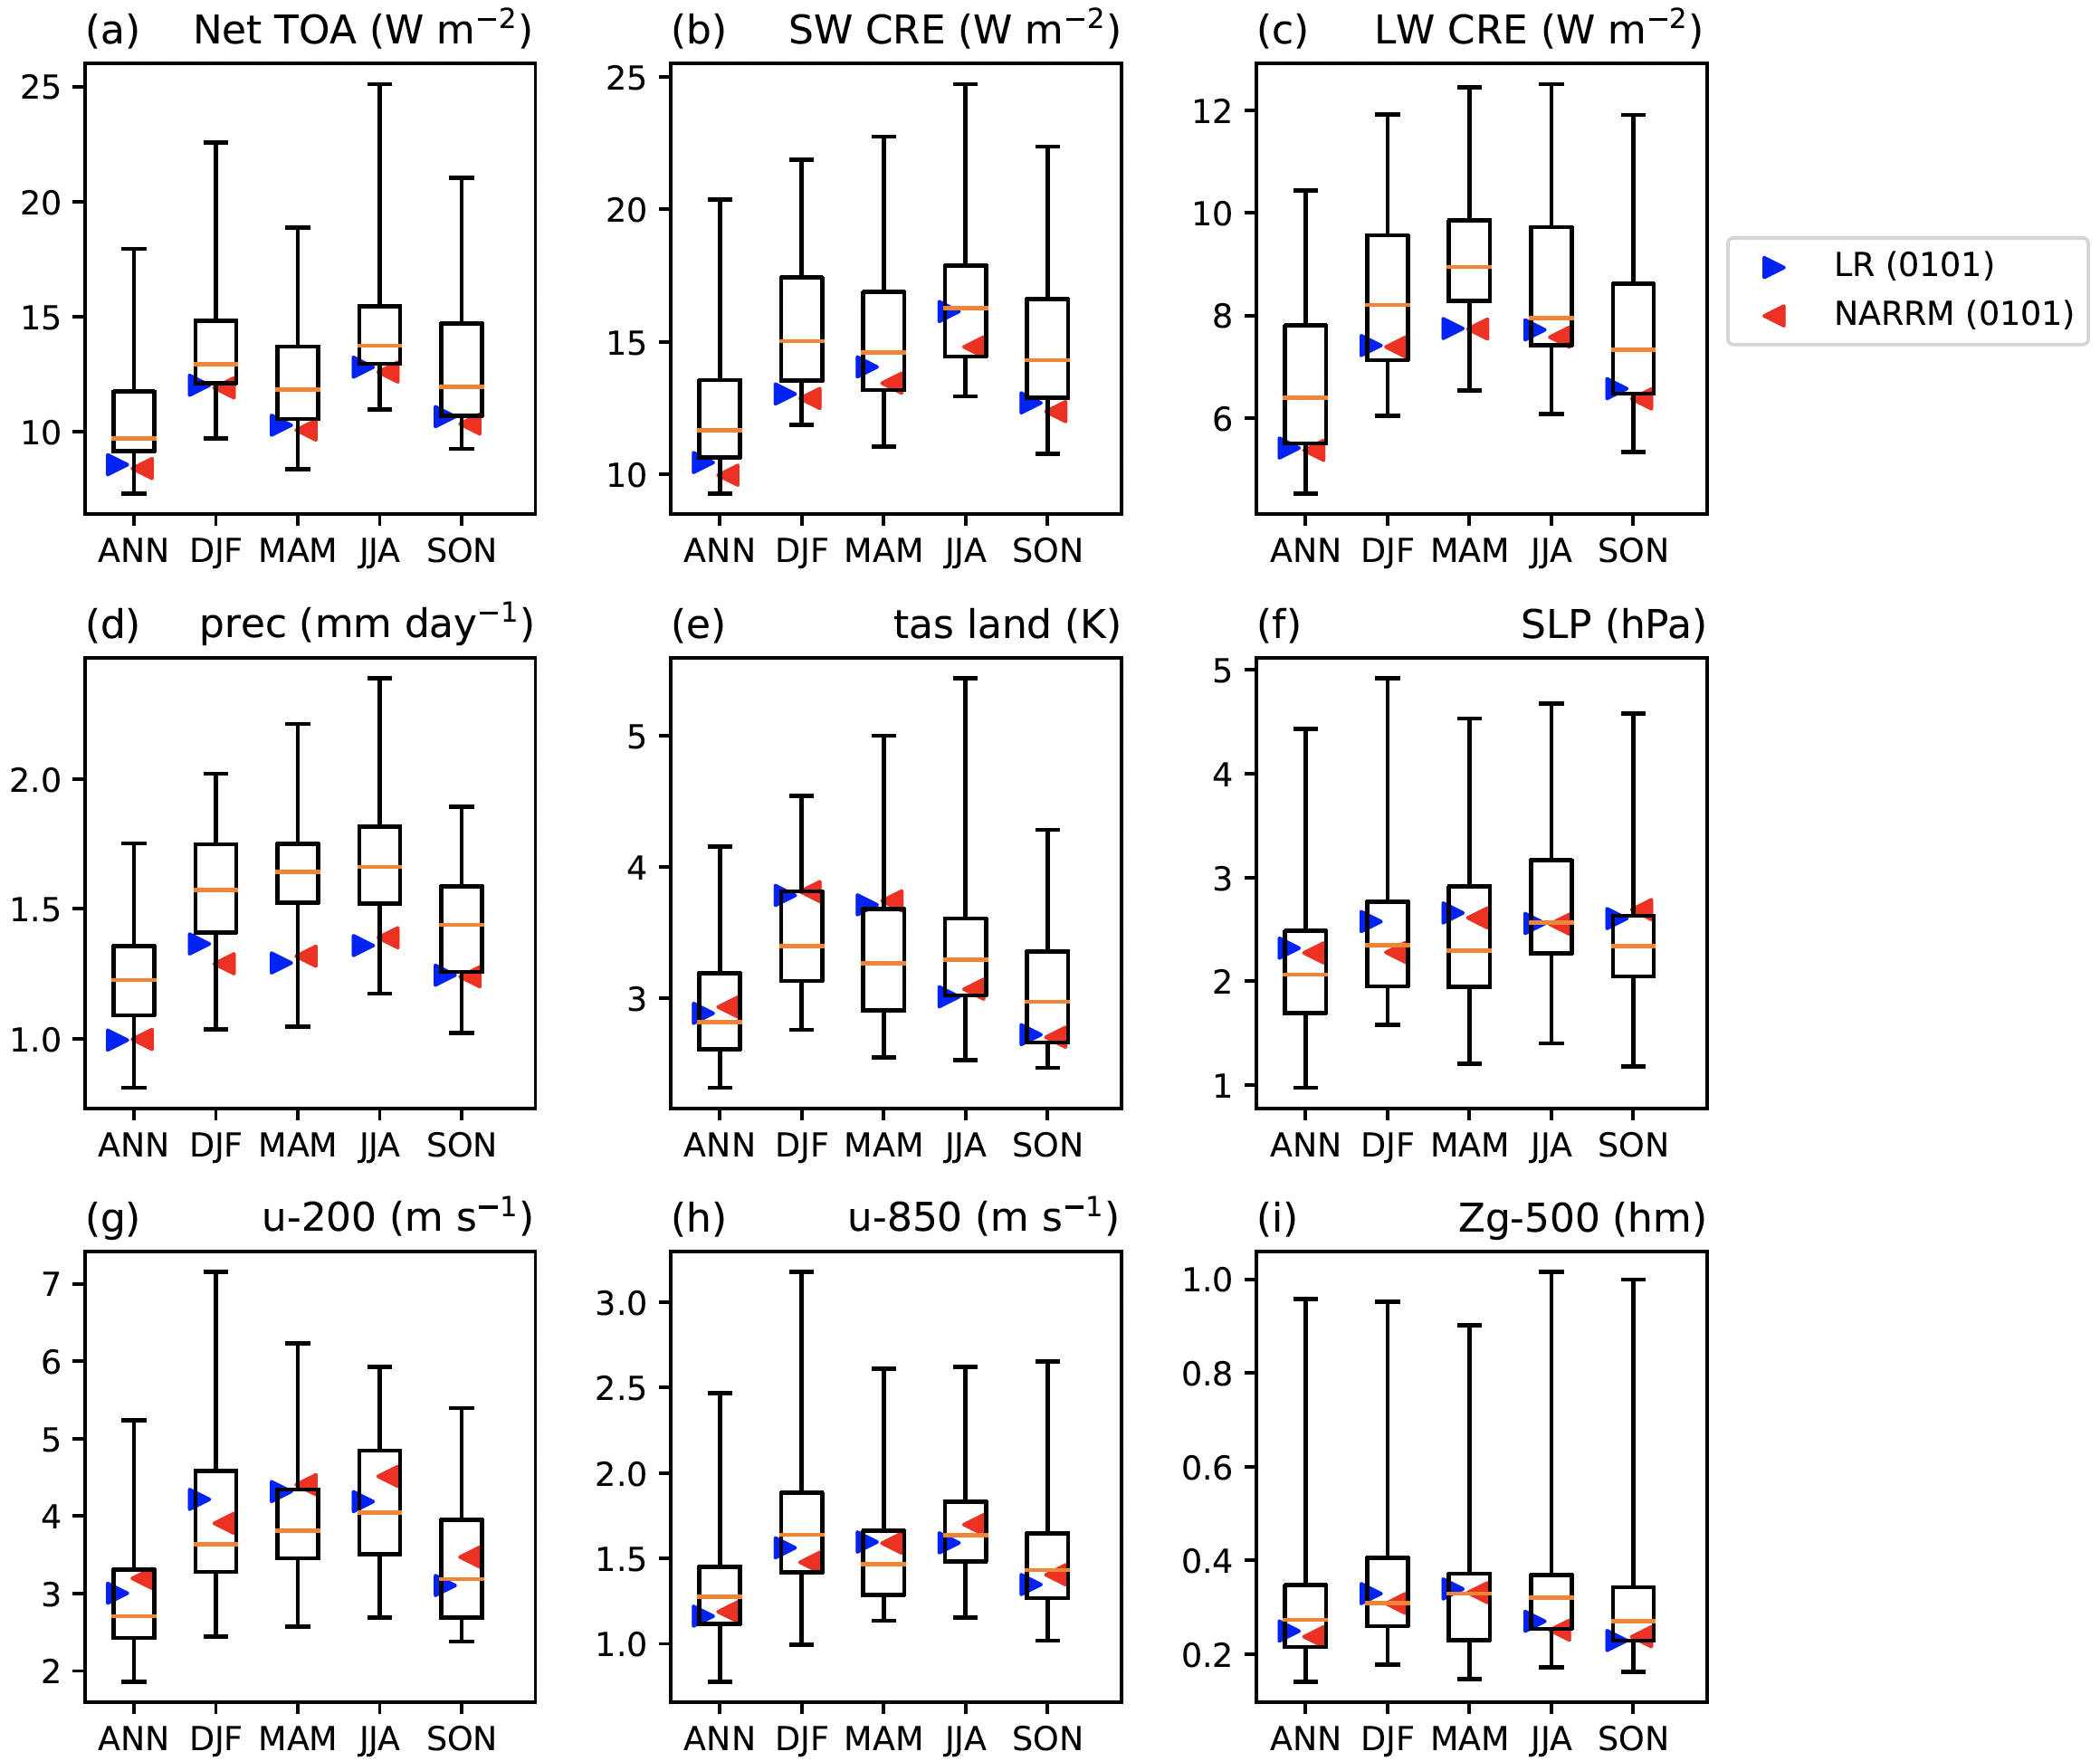 (a) Net TOA (W m⁻²)
25
20
15
10
ANN DJF MAM JJA SON
(b) SW CRE (W m⁻²)
25
20
15
10
ANN DJF MAM JJA SON
(c) LW CRE (W m⁻²)
12
10
8
6
ANN DJF MAM JJA SON
LR (0101)
NARRM (0101)
(d) prec (mm day⁻¹)
2.0
1.5
1.0
ANN DJF MAM JJA SON
(e) tas land (K)
5
4
3
ANN DJF MAM JJA SON
(f) SLP (hPa)
5
4
3
2
1
ANN DJF MAM JJA SON
(g) u-200 (m s⁻¹)
7
6
5
4
3
2
ANN DJF MAM JJA SON
(h) u-850 (m s⁻¹)
3.0
2.5
2.0
1.5
1.0
ANN DJF MAM JJA SON
(i) Zg-500 (hm)
1.0
0.8
0.6
0.4
0.2
ANN DJF MAM JJA SON